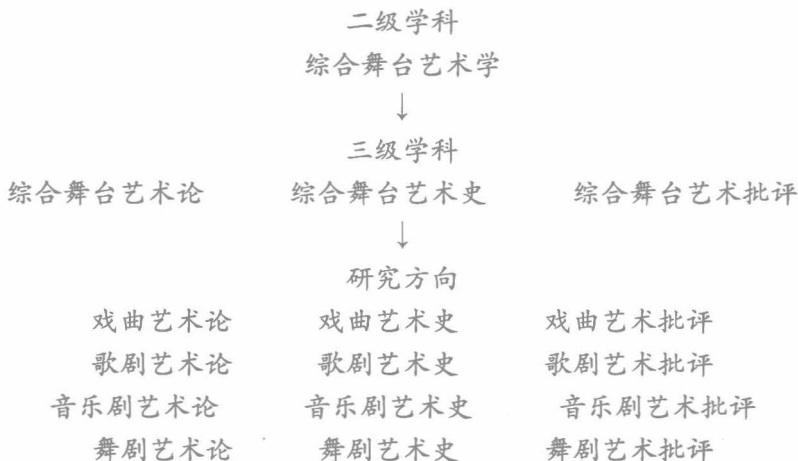 二级学科
综合舞台艺术学
↓
三级学科
综合舞台艺术论 综合舞台艺术史 综合舞台艺术批评
↓
研究方向
戏曲艺术论 戏曲艺术史 戏曲艺术批评
歌剧艺术论 歌剧艺术史 歌剧艺术批评
音乐剧艺术论 音乐剧艺术史 音乐剧艺术批评
舞剧艺术论 舞剧艺术史 舞剧艺术批评